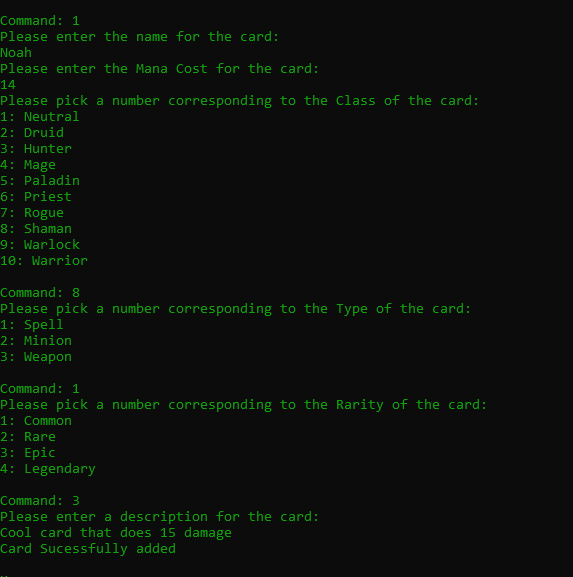 Command: 1
Please enter the name for the card:
Noah
Please enter the Mana Cost for the card:
14
Please pick a number corresponding to the Class of the card:
1: Neutral
2: Druid
3: Hunter
4: Mage
5: Paladin
6: Priest
7: Rogue
8: Shaman
9: Warlock
10: Warrior
Command: 8
Please pick a number corresponding to the Type of the card:
1: Spell
2: Minion
3: Weapon
Command: 1
Please pick a number corresponding to the Rarity of the card:
1: Common
2: Rare
3: Epic
4: Legendary
Command: 3
Please enter a description for the card:
Cool card that does 15 damage
Card Sucessfully added